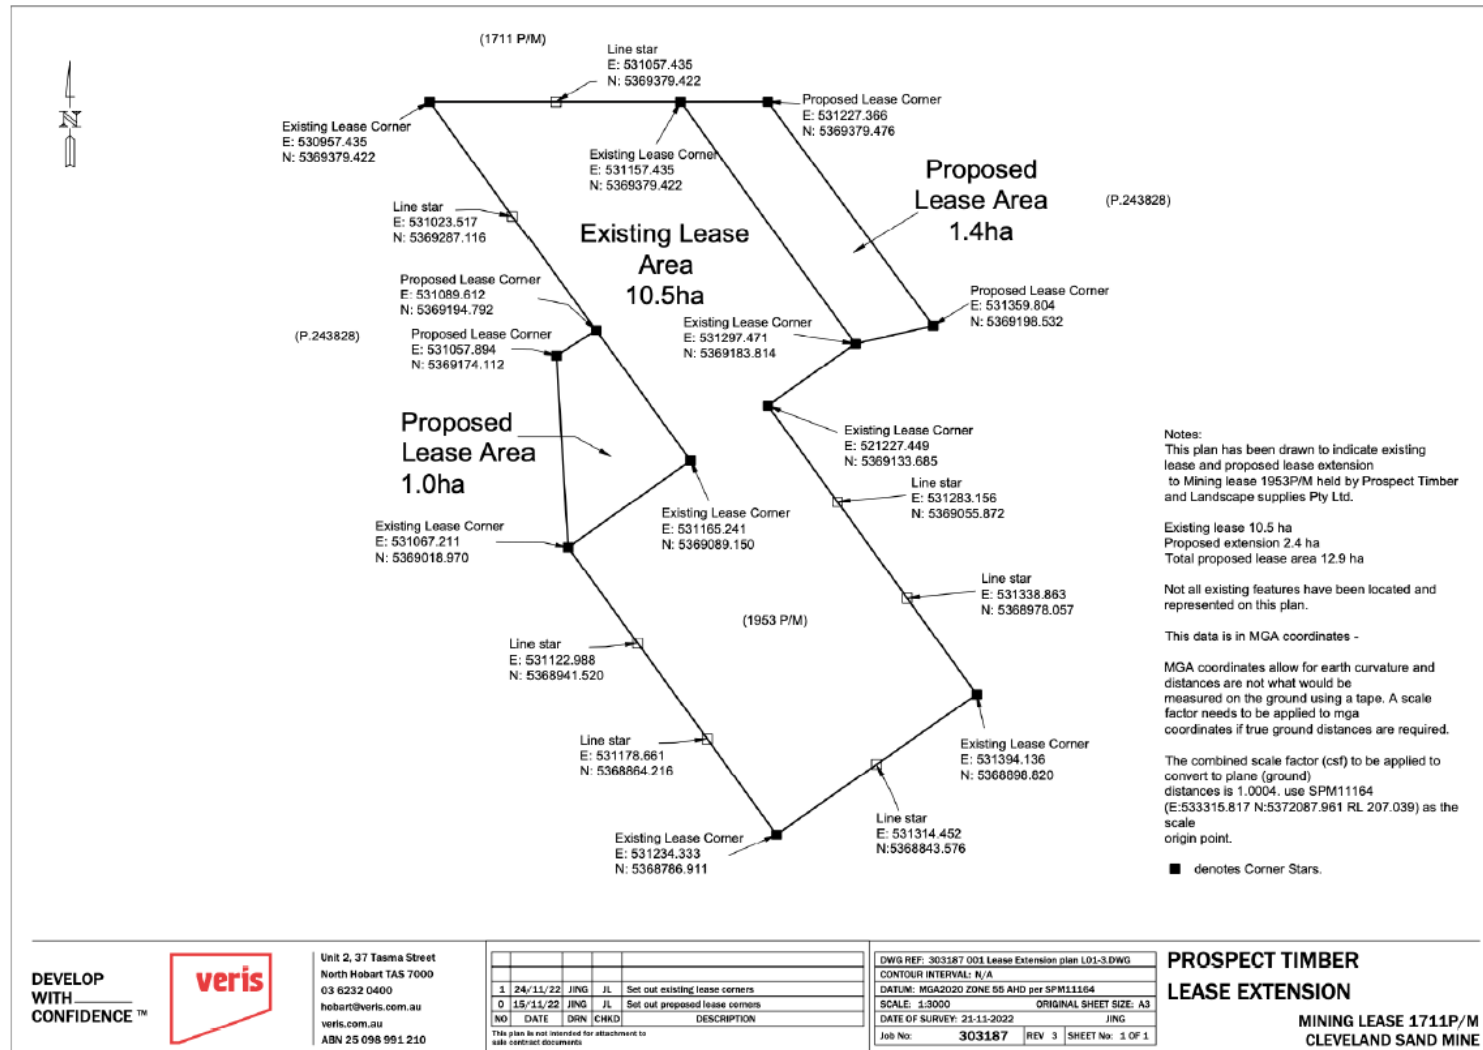 (1711 P/M)
Line star
E: 531057.435
N: 5369379.422
Proposed Lease Corner
E: 531227.366
N: 5369379.476
Existing Lease Corner
E: 530957.435
N: 5369379.422
Existing Lease Corner
E: 531157.435
N: 5369379.422
Proposed
Lease Area
1.4ha
(P.243828)
Line star
E: 531023.517
N: 5369287.116
Existing Lease
Area
10.5ha
Proposed Lease Corner
E: 531089.612
N: 5369194.792
Proposed Lease Corner
E: 531359.804
N: 5369198.532
(P.243828)
Proposed Lease Corner
E: 531057.894
N: 5369174.112
Existing Lease Corner
E: 531297.471
N: 5369183.814
Proposed
Lease Area
1.0ha
Existing Lease Corner
E: 521227.449
N: 5369133.685
Line star
E: 531283.156
N: 5369055.872
Existing Lease Corner
E: 531067.211
N: 5369018.970
Existing Lease Corner
E: 531165.241
N: 5369089.150
Line star
E: 531338.863
N: 5368978.057
(1953 P/M)
Line star
E: 531122.988
N: 5368941.520
Line star
E: 531178.661
N: 5368864.216
Existing Lease Corner
E: 531394.136
N: 5368898.820
Line star
E: 531314.452
N:5368843.576
Existing Lease Corner
E: 531234.333
N: 5368786.911
Notes:
This plan has been drawn to indicate existing
lease and proposed lease extension
to Mining lease 1953P/M held by Prospect Timber
and Landscape supplies Pty Ltd.
Existing lease 10.5 ha
Proposed extension 2.4 ha
Total proposed lease area 12.9 ha
Not all existing features have been located and
represented on this plan.
This data is in MGA coordinates -
MGA coordinates allow for earth curvature and
distances are not what would be
measured on the ground using a tape. A scale
factor needs to be applied to mga
coordinates if true ground distances are required.
The combined scale factor (csf) to be applied to
convert to plane (ground)
distances is 1.0004. use SPM11164
(E:533315.817 N:5372087.961 RL 207.039) as the
scale
origin point.
denotes Corner Stars.
N
DEVELOP
WITH
CONFIDENCE ™
veris
Unit 2, 37 Tasma Street
North Hobart TAS 7000
03 6232 0400
hobart@veris.com.au
veris.com.au
ABN 25 098 991 210
1 24/11/22 JING JL Set out existing lease corners
0 15/11/22 JING JL Set out proposed lease corners
NO DATE DRN CHKD DESCRIPTION
This plan is not intended for attachment to
sale contract documents
DWG REF: 303187 001 Lease Extension plan L01-3.DWG
CONTOUR INTERVAL: N/A
DATUM: MGA2020 ZONE 55 AHD per SPM11164
SCALE: 1:3000 ORIGINAL SHEET SIZE: A3
DATE OF SURVEY: 21-11-2022 JING
Job No: 303187 REV 3 SHEET No: 1 OF 1
PROSPECT TIMBER
LEASE EXTENSION
MINING LEASE 1711P/M
CLEVELAND SAND MINE